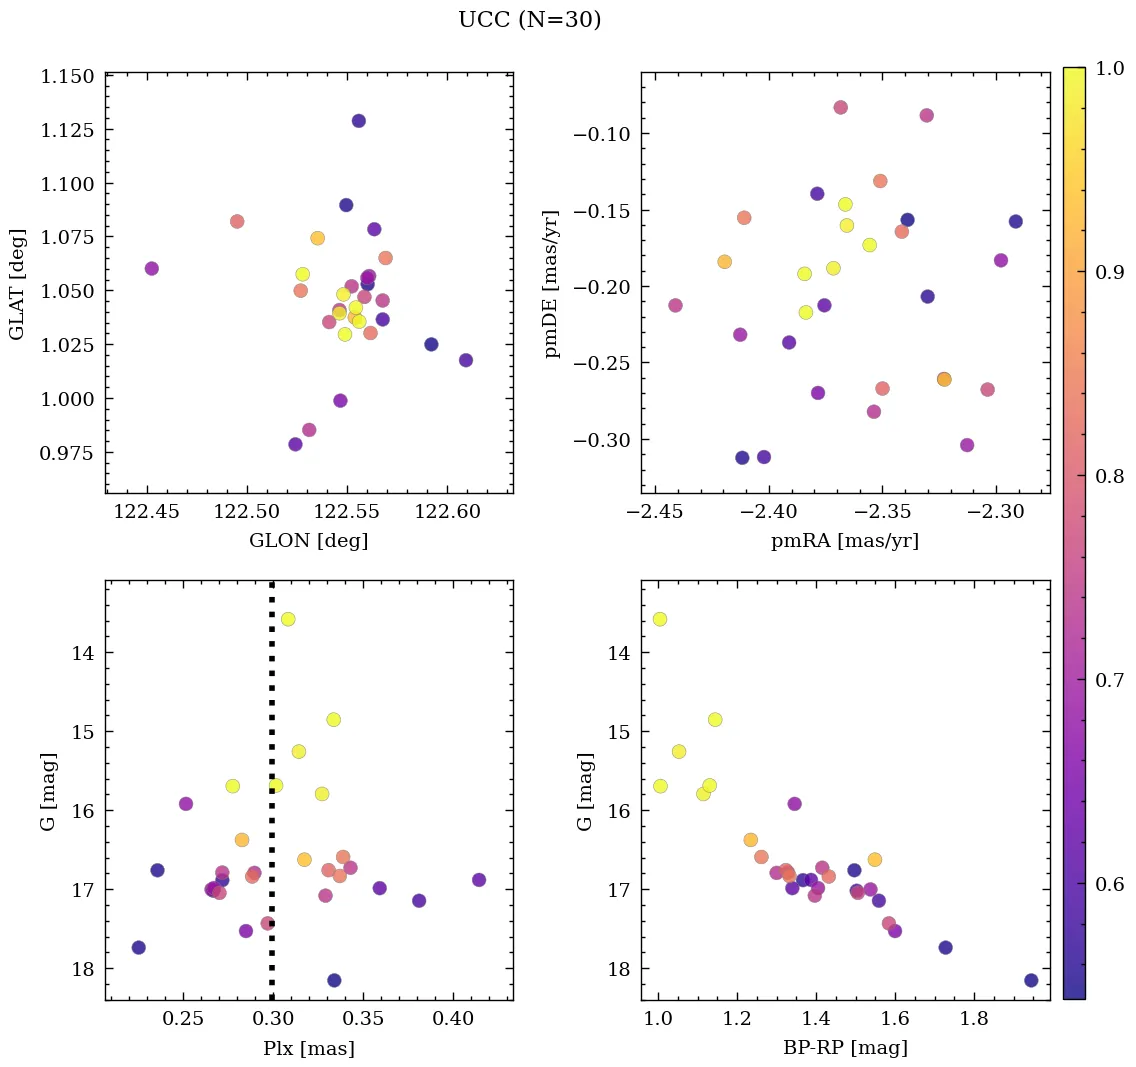 UCC (N=30)
1.150
1.125
1.100
1.075
1.050
1.025
1.000
0.975
GLAT [deg]
122.45 122.50 122.55 122.60
GLON [deg]
−0.10
−0.15
−0.20
−0.25
−0.30
pmDE [mas/yr]
−2.45 −2.40 −2.35 −2.30
pmRA [mas/yr]
14
15
16
17
18
G [mag]
0.25 0.30 0.35 0.40
Plx [mas]
14
15
16
17
18
G [mag]
1.0 1.2 1.4 1.6 1.8
BP-RP [mag]
1.0
0.9
0.8
0.7
0.6